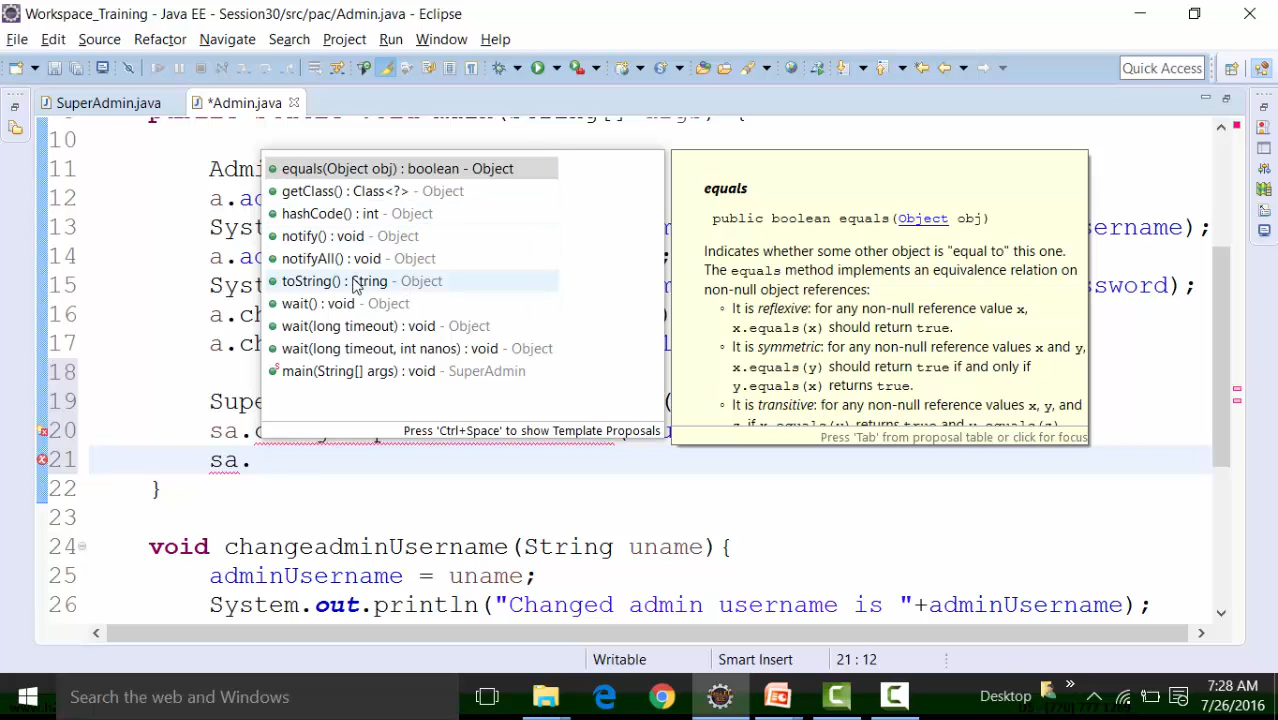 Workspace_Training - Java EE - Session30/src/pac/Admin.java - Eclipse
File Edit Source Refactor Navigate Search Project Run Window Help
Quick Access
SuperAdmin.java *Admin.java
10
11 Admi
12 a.ad
13 Syst ername);
14 a.ad ;
15 Syst ssword);
16 a.ch )
17 a.ch
18
19 Supe (
20 sa.
21 sa.
22 }
23
24 void changeadminUsername(String uname){
25 adminUsername = uname;
26 System.out.println("Changed admin username is "+adminUsername);
equals(Object obj) : boolean - Object
getClass() : Class<?> - Object
hashCode() : int - Object
notify() : void - Object
notifyAll() : void - Object
toString() : String - Object
wait() : void - Object
wait(long timeout) : void - Object
wait(long timeout, int nanos) : void - Object
main(String[] args) : void - SuperAdmin
Press 'Ctrl+Space' to show Template Proposals
equals
public boolean equals(Object obj)
Indicates whether some other object is "equal to" this one.
The equals method implements an equivalence relation on
non-null object references:
It is reflexive: for any non-null reference value x,
x.equals(x) should return true.
It is symmetric: for any non-null reference values x and y,
x.equals(y) should return true if and only if
y.equals(x) returns true.
It is transitive: for any non-null reference values x, y, and
Press 'Tab' from proposal table or click for focus
Writable Smart Insert 21 : 12
Search the web and Windows
Desktop
7:28 AM
7/26/2016